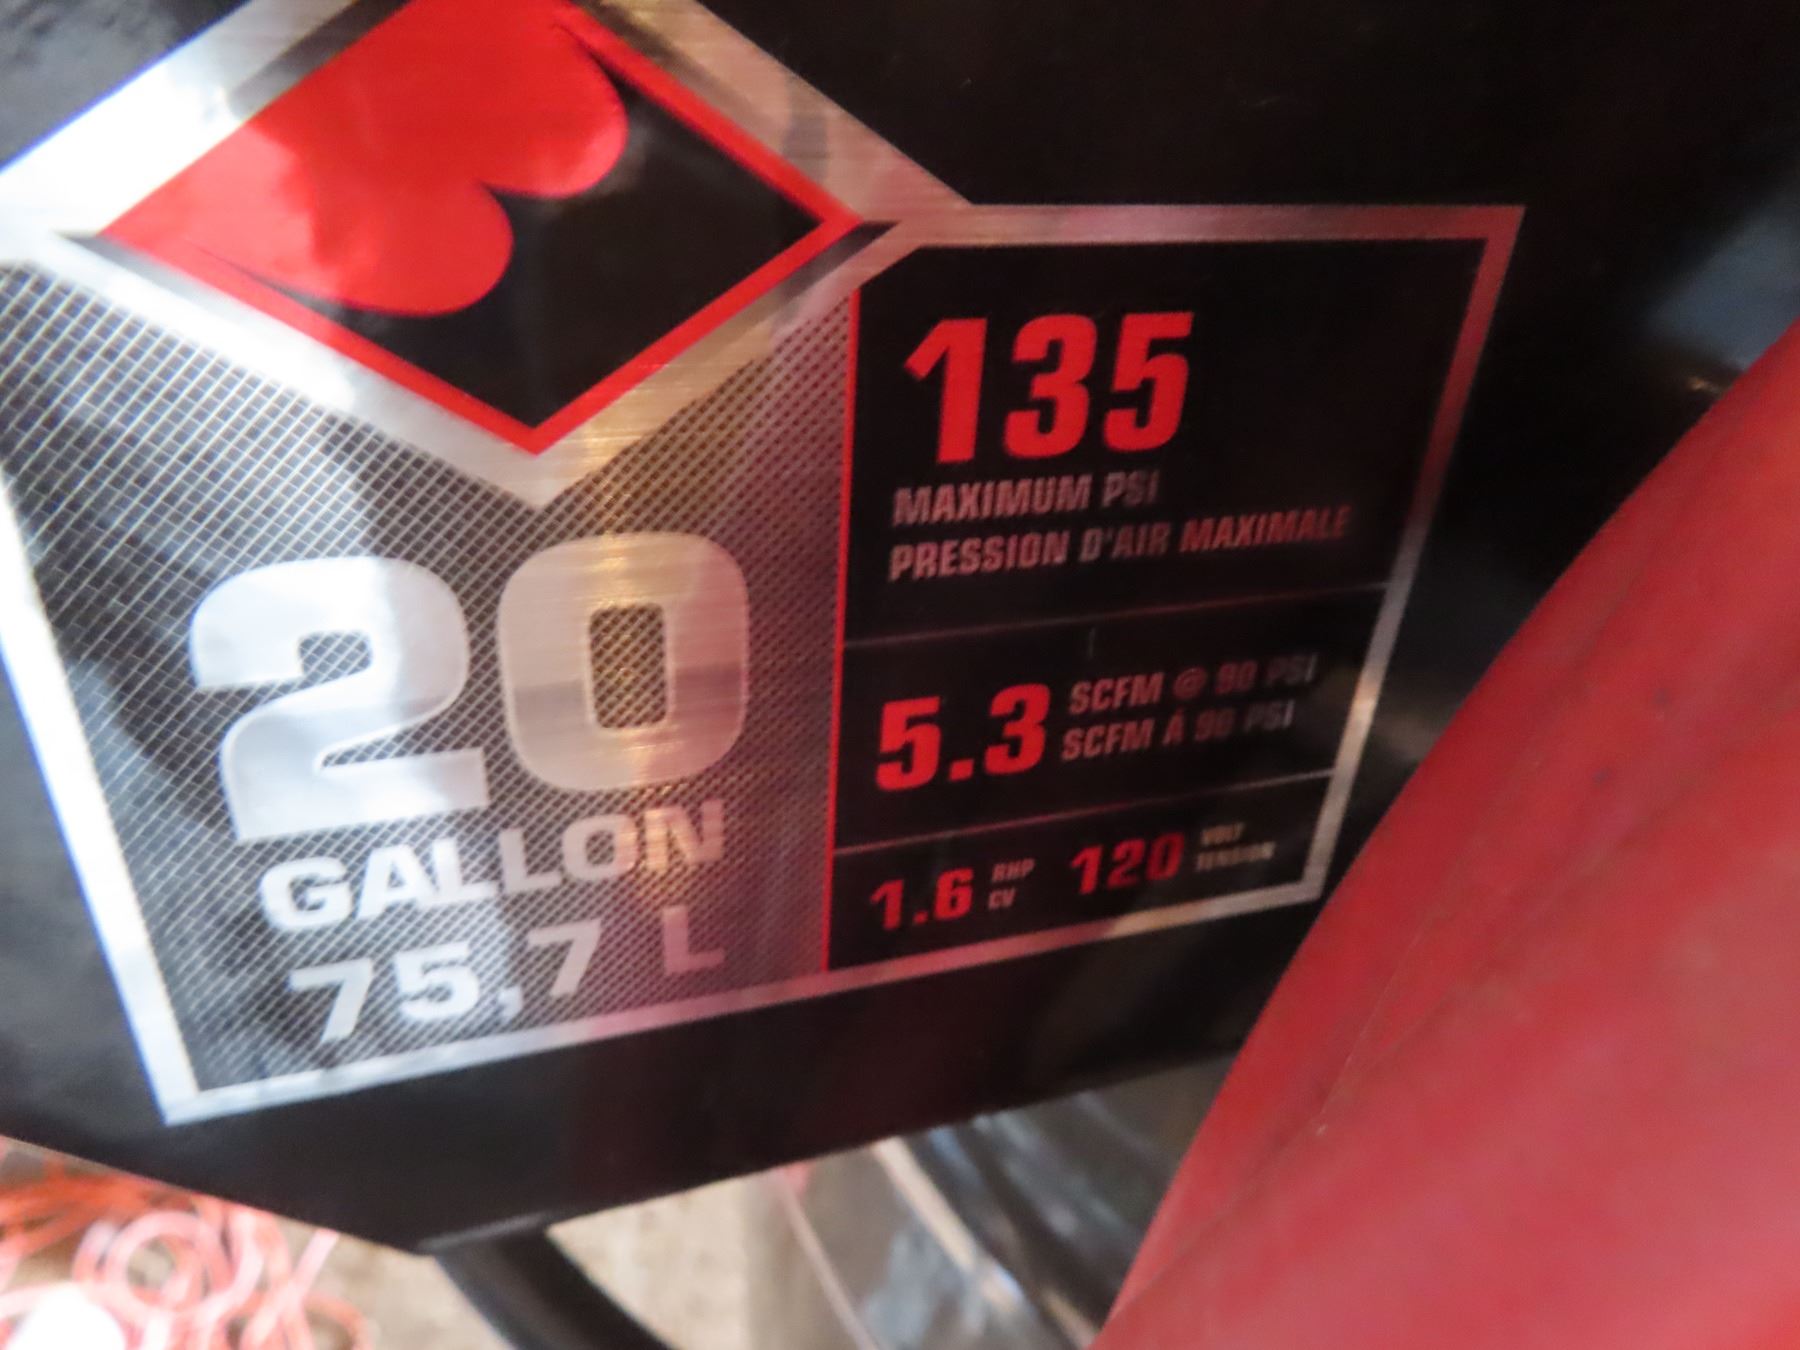 20
GALLON
75,7 L
135
MAXIMUM PSI
PRESSION D'AIR MAXIMALE
5.3
SCFM @ 90 PSI
SCFM À 90 PSI
1.6
RHP
CV
120
VOLT
TENSION